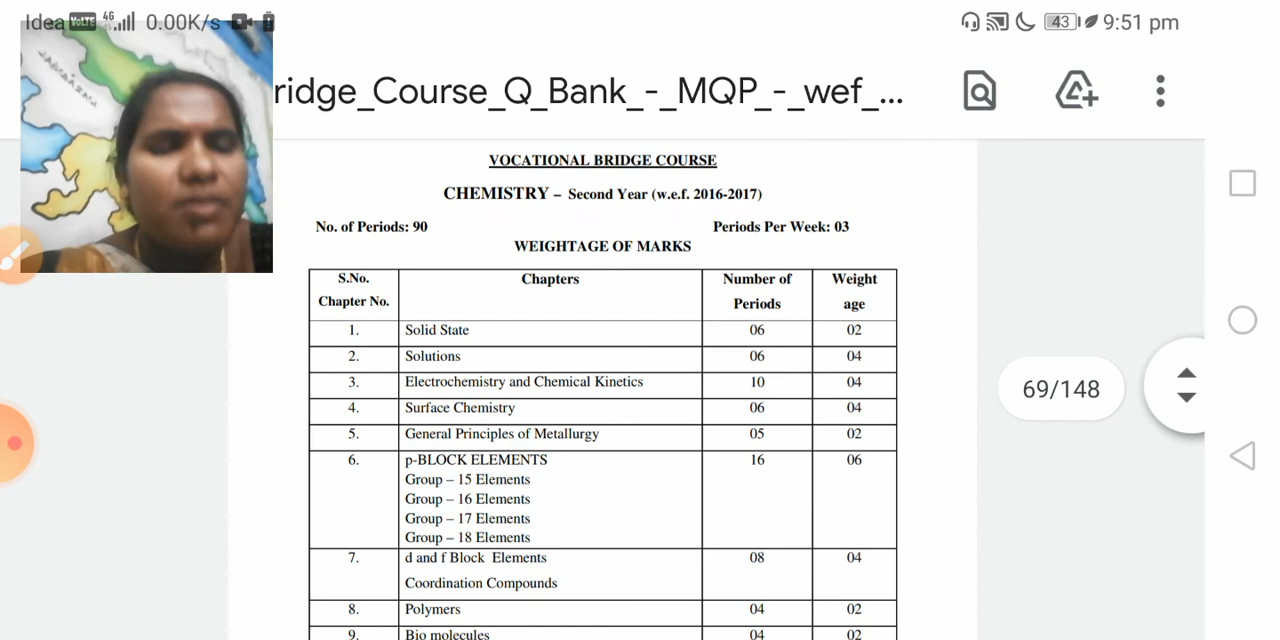 Idea VoLTE 4G 0.00K/s 43 9:51 pm
ridge_Course_Q_Bank_-_MQP_-_wef_...
VOCATIONAL BRIDGE COURSE
CHEMISTRY – Second Year (w.e.f. 2016-2017)
No. of Periods: 90 Periods Per Week: 03
WEIGHTAGE OF MARKS
S.No. Chapter No. Chapters Number of Periods Weight age
1. Solid State 06 02
2. Solutions 06 04
3. Electrochemistry and Chemical Kinetics 10 04
4. Surface Chemistry 06 04
5. General Principles of Metallurgy 05 02
6. p-BLOCK ELEMENTS 16 06
Group – 15 Elements
Group – 16 Elements
Group – 17 Elements
Group – 18 Elements
7. d and f Block Elements 08 04
Coordination Compounds
8. Polymers 04 02
9. Bio molecules 04 02
69/148